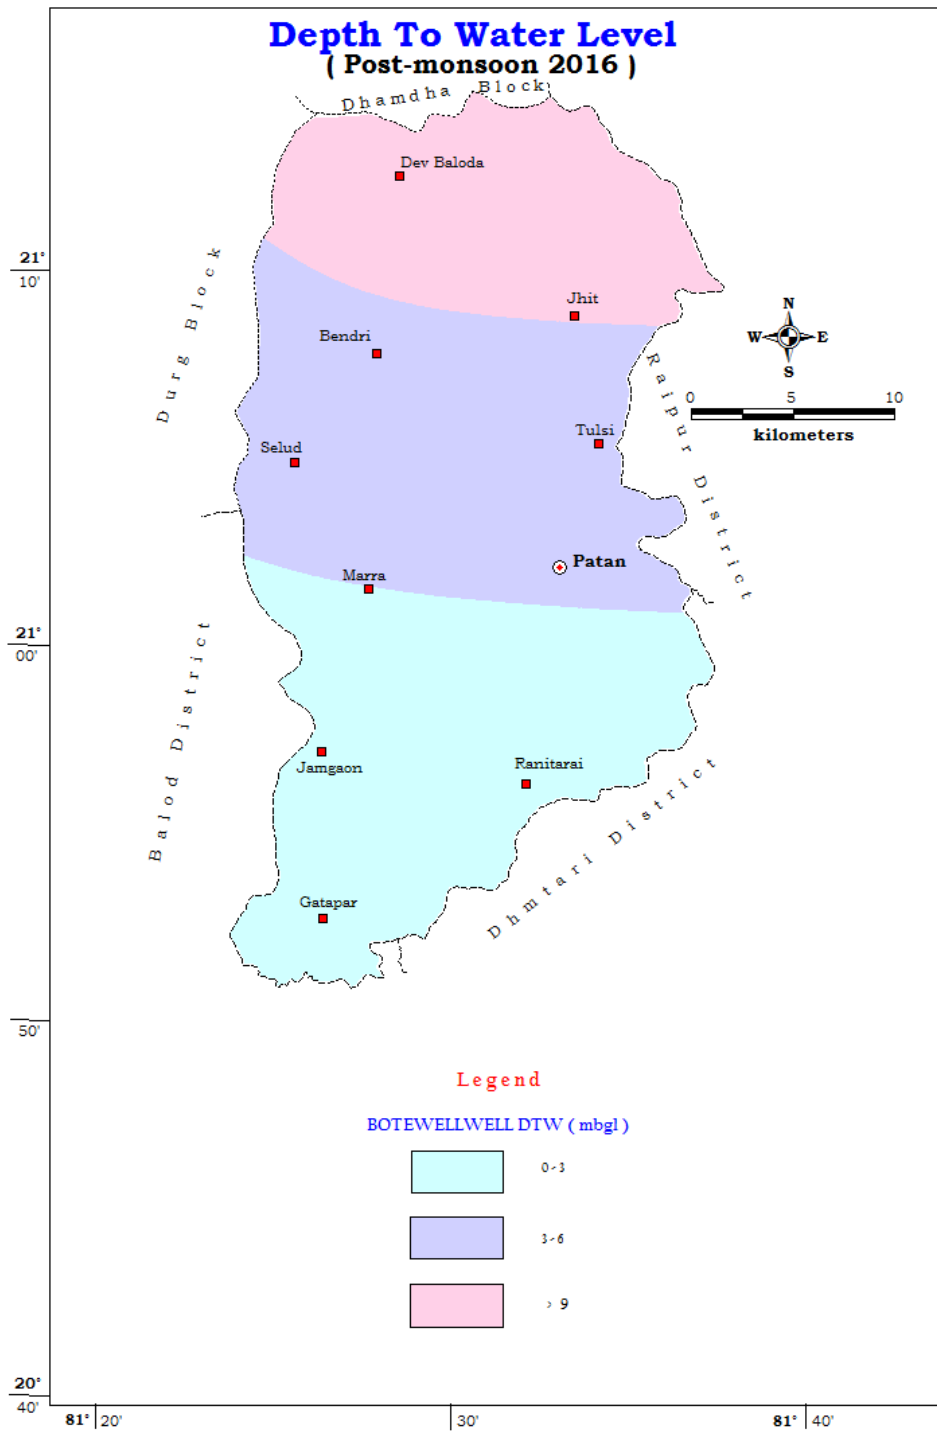 Depth To Water Level
( Post-monsoon 2016 )
Dhamdha Block
Dev Baloda
Durg Block
21°
10'
Jhit
N
W E
S
Bendri
Raipur District
0 5 10
kilometers
Tulsi
Selud
Patan
Marra
21°
00'
Balod District
Jamgaon
Ranitarai
Dhmtari District
Gatapar
50'
Legend
BOTEWELLWELL DTW ( mbgl )
0-3
3-6
> 9
20°
40'
81° 20' 30' 81° 40'